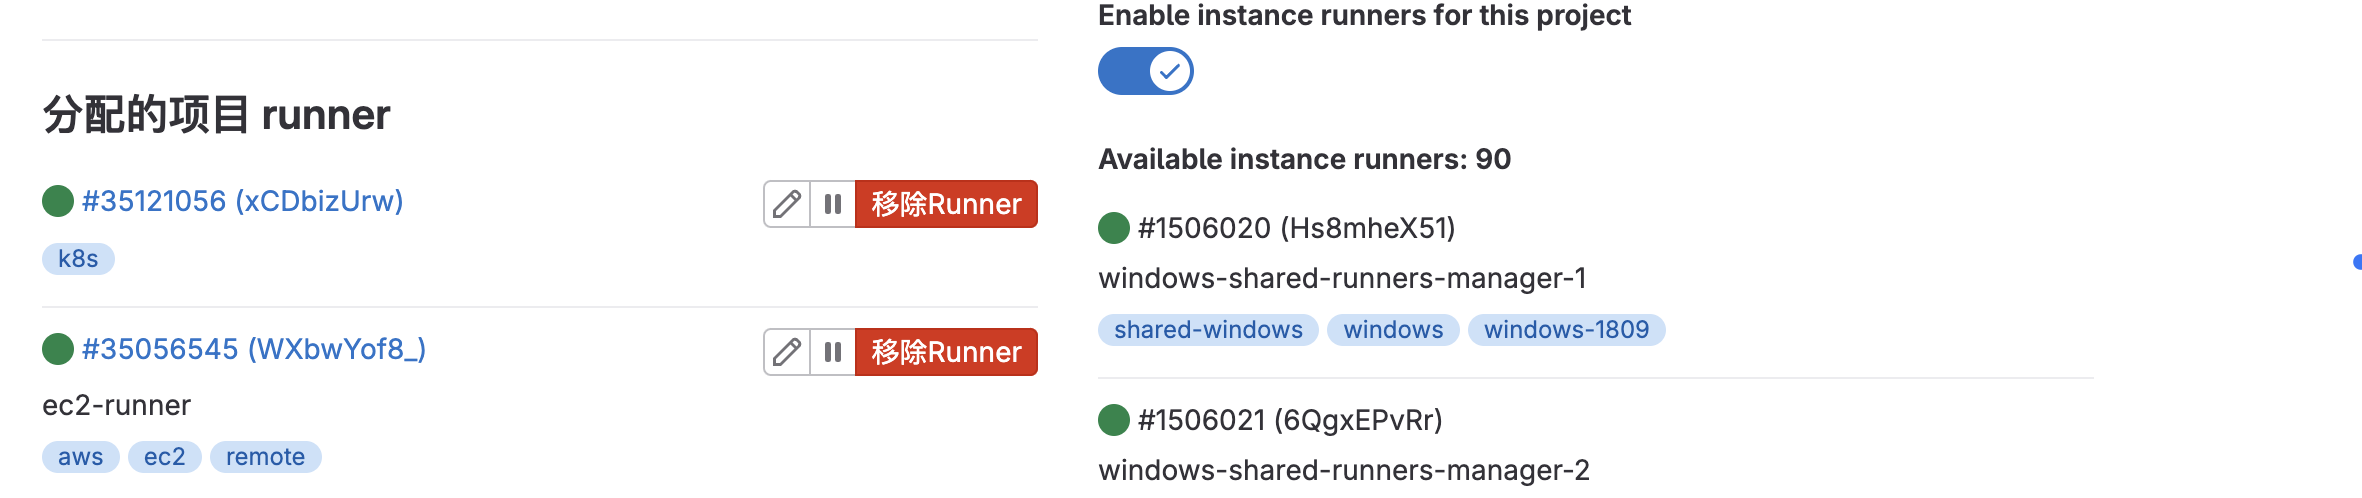 分配的项目 runner
#35121056 (xCDbizUrw)
移除Runner
k8s
#35056545 (WXbwYof8_)
移除Runner
ec2-runner
aws ec2 remote
Enable instance runners for this project
Available instance runners: 90
#1506020 (Hs8mheX51)
windows-shared-runners-manager-1
shared-windows windows windows-1809
#1506021 (6QgxEPvRr)
windows-shared-runners-manager-2